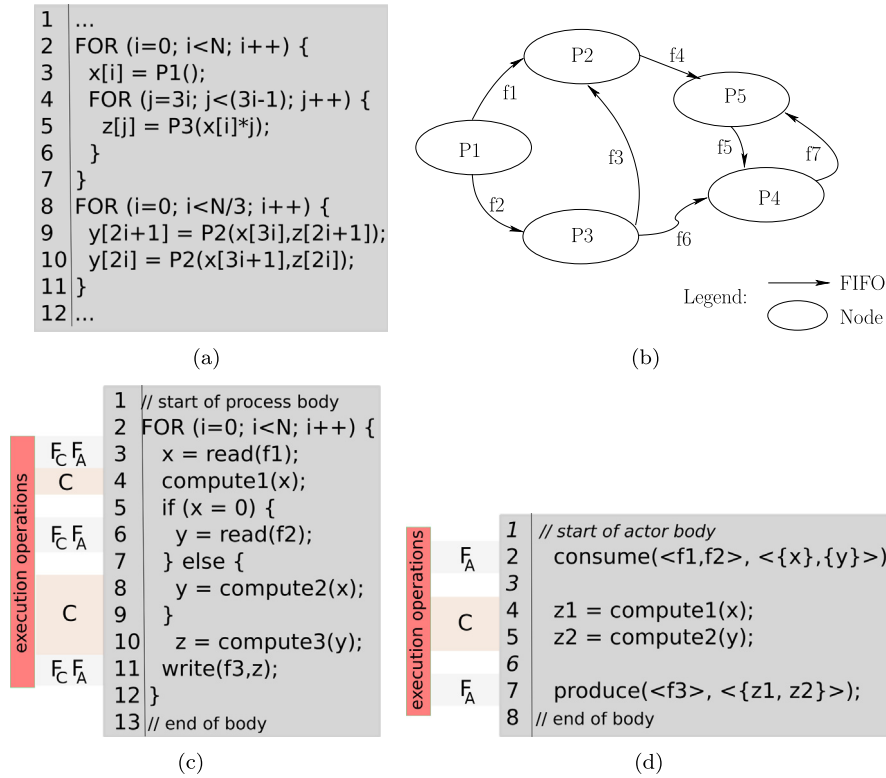 1 ...
2 FOR (i=0; i<N; i++) {
3 x[i] = P1();
4 FOR (j=3i; j<(3i-1); j++) {
5 z[j] = P3(x[i]*j);
6 }
7 }
8 FOR (i=0; i<N/3; i++) {
9 y[2i+1] = P2(x[3i],z[2i+1]);
10 y[2i] = P2(x[3i+1],z[2i]);
11 }
12 ...
(a)
P2
f4
P5
f1
P1
f3
f5
f7
P4
f2
P3
f6
Legend:
FIFO
Node
(b)
execution operations
FC FA
C
FC FA
C
FC FA
1 // start of process body
2 FOR (i=0; i<N; i++) {
3 x = read(f1);
4 compute1(x);
5 if (x = 0) {
6 y = read(f2);
7 } else {
8 y = compute2(x);
9 }
10 z = compute3(y);
11 write(f3,z);
12 }
13 // end of body
(c)
execution operations
FA
C
FA
1 // start of actor body
2 consume(<f1,f2>, <{x},{y}>)
3
4 z1 = compute1(x);
5 z2 = compute2(y);
6
7 produce(<f3>, <{z1, z2}>);
8 // end of body
(d)